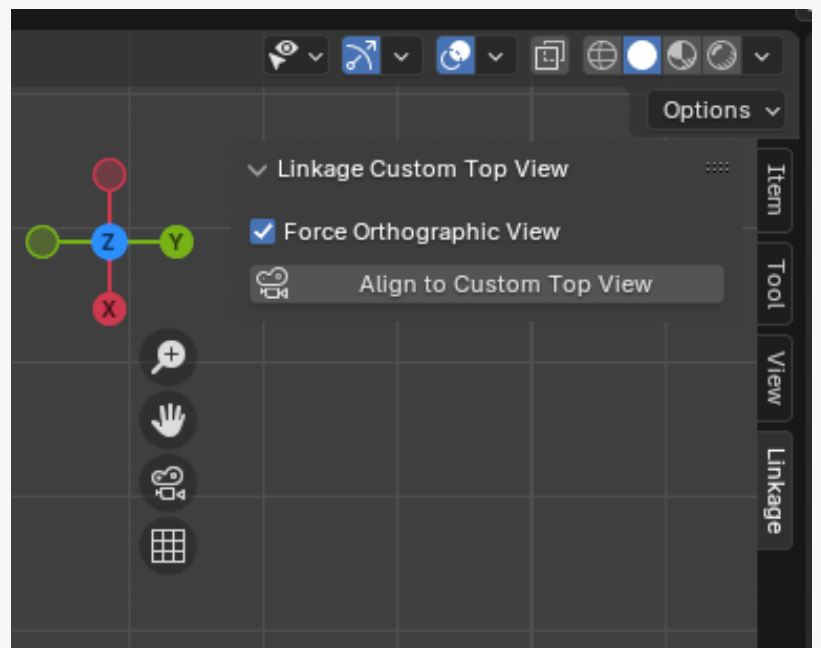 Options
Linkage Custom Top View
Force Orthographic View
Align to Custom Top View
Z
Y
X
Item
Tool
View
Linkage